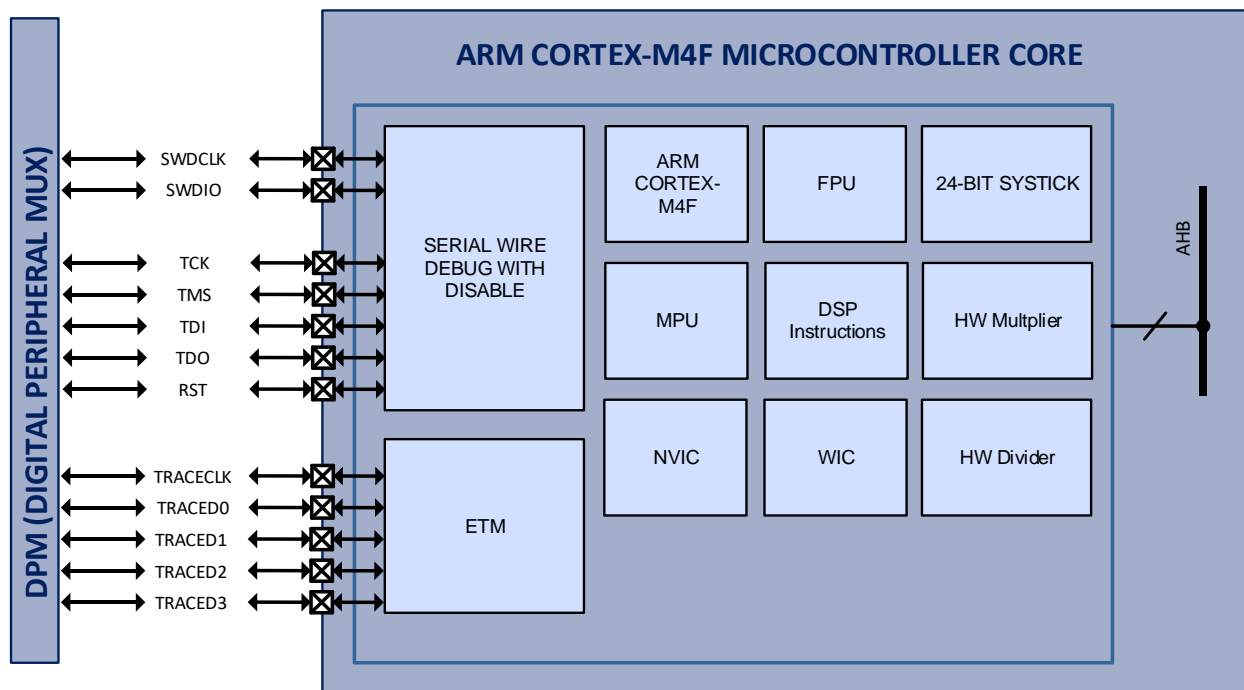 ARM CORTEX-M4F MICROCONTROLLER CORE
DPM (DIGITAL PERIPHERAL MUX)
SWDCLK
SWDIO
TCK
TMS
TDI
TDO
RST
TRACECLK
TRACED0
TRACED1
TRACED2
TRACED3
SERIAL WIRE
DEBUG WITH
DISABLE
ETM
ARM
CORTEX-
M4F
FPU
24-BIT SYSTICK
MPU
DSP
Instructions
HW Multplier
NVIC
WIC
HW Divider
AHB